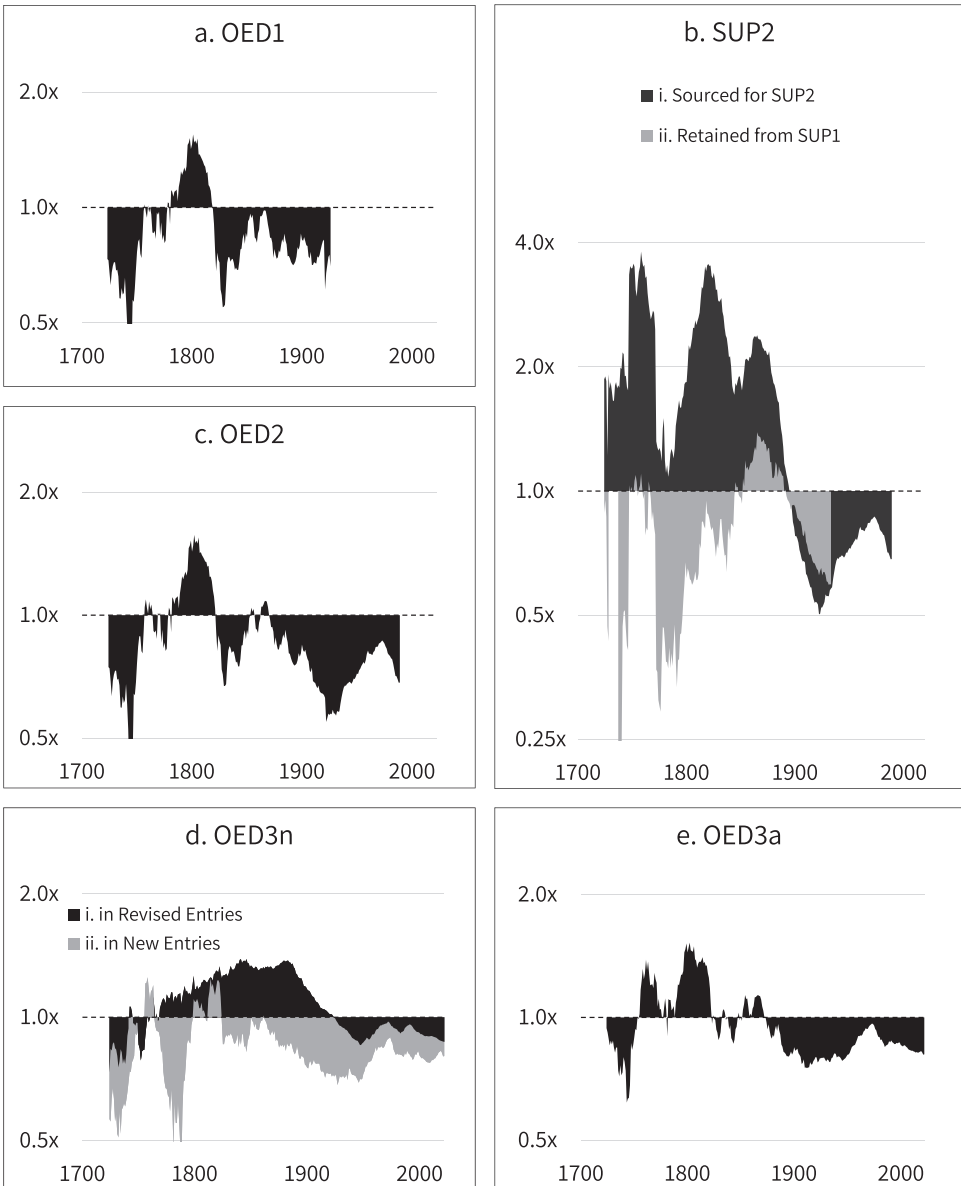 a. OED1
2.0x
1.0x
0.5x
1700 1800 1900 2000
b. SUP2
i. Sourced for SUP2
ii. Retained from SUP1
4.0x
2.0x
1.0x
0.5x
0.25x
1700 1800 1900 2000
c. OED2
2.0x
1.0x
0.5x
1700 1800 1900 2000
d. OED3n
2.0x
i. in Revised Entries
ii. in New Entries
1.0x
0.5x
1700 1800 1900 2000
e. OED3a
2.0x
1.0x
0.5x
1700 1800 1900 2000